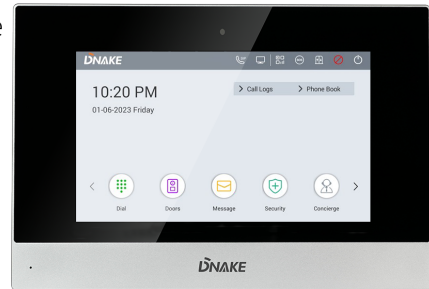 e
DNAKE
10:20 PM
01-06-2023 Friday
> Call Logs
> Phone Book
Dial
Doors
Message
Security
Concierge
DNAKE